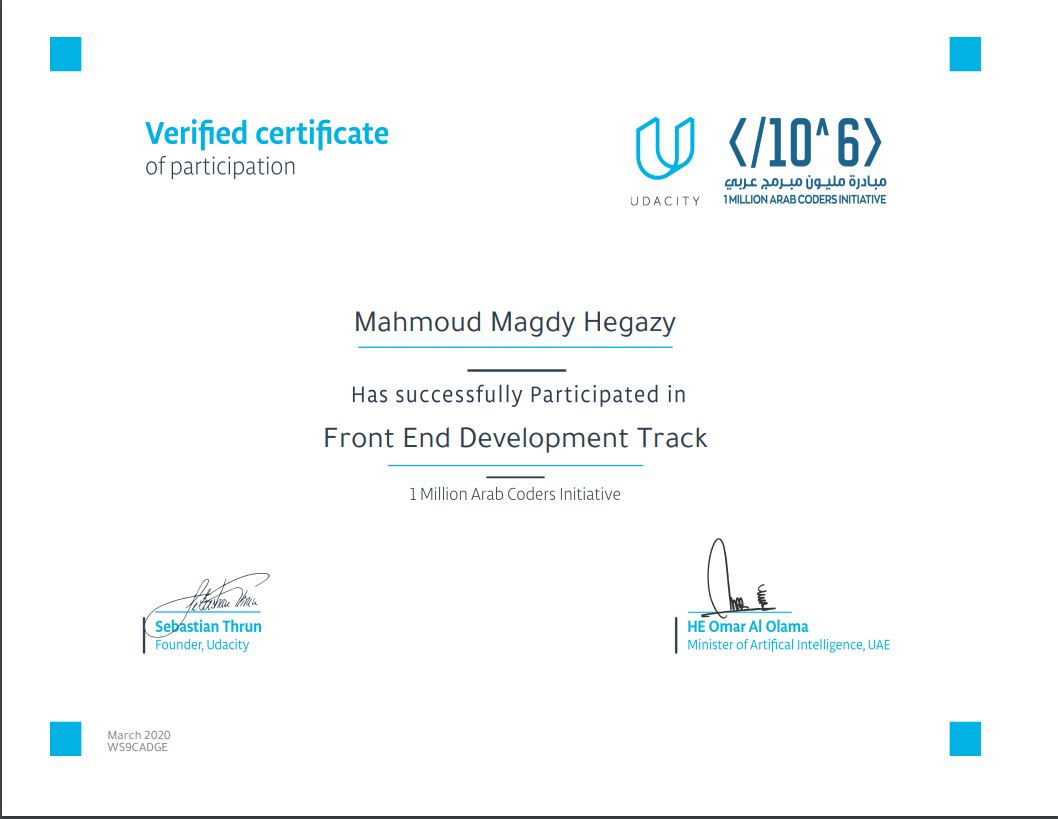 Verified certificate
of participation
UDACITY
</10^6>
مبادرة مليون مبرمج عربي
1 MILLION ARAB CODERS INITIATIVE
Mahmoud Magdy Hegazy
Has successfully Participated in
Front End Development Track
1 Million Arab Coders Initiative
Sebastian Thrun
Founder, Udacity
HE Omar Al Olama
Minister of Artifical Intelligence, UAE
March 2020
WS9CADGE